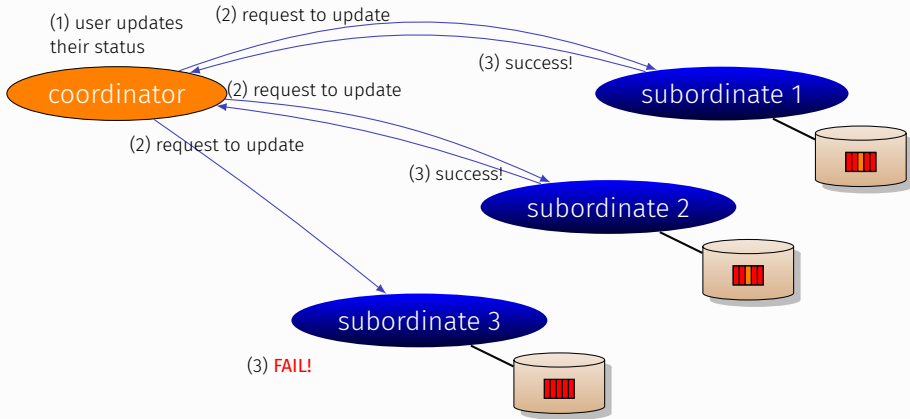 (1) user updates
their status
(2) request to update
(3) success!
coordinator
(2) request to update
subordinate 1
(2) request to update
(3) success!
subordinate 2
subordinate 3
(3) FAIL!